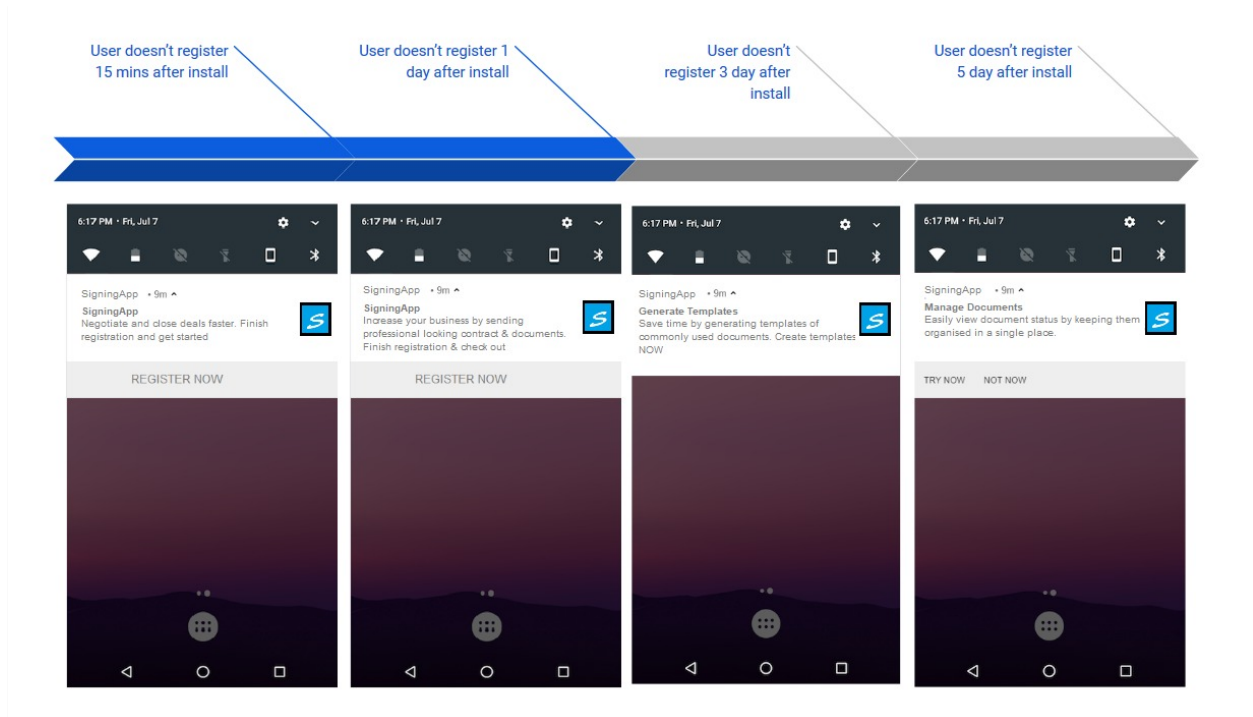 User doesn't register
15 mins after install
User doesn't register 1
day after install
User doesn't
register 3 day after
install
User doesn't register
5 day after install
6:17 PM • Fri, Jul 7
SigningApp • 9m
SigningApp
Negotiate and close deals faster. Finish
registration and get started
REGISTER NOW
6:17 PM • Fri, Jul 7
SigningApp • 9m
SigningApp
Increase your business by sending
professional looking contract & documents.
Finish registration & check out
REGISTER NOW
6:17 PM • Fri, Jul 7
SigningApp • 9m
Generate Templates
Save time by generating templates of
commonly used documents. Create templates
NOW
6:17 PM • Fri, Jul 7
SigningApp • 9m
Manage Documents
Easily view document status by keeping them
organised in a single place.
TRY NOW NOT NOW